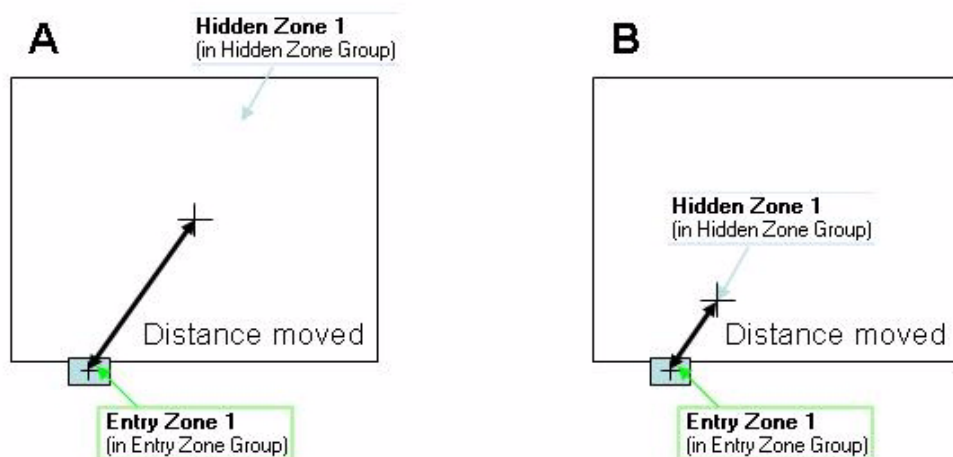 A
Hidden Zone 1
(in Hidden Zone Group)
Distance moved
Entry Zone 1
(in Entry Zone Group)
B
Hidden Zone 1
(in Hidden Zone Group)
Distance moved
Entry Zone 1
(in Entry Zone Group)